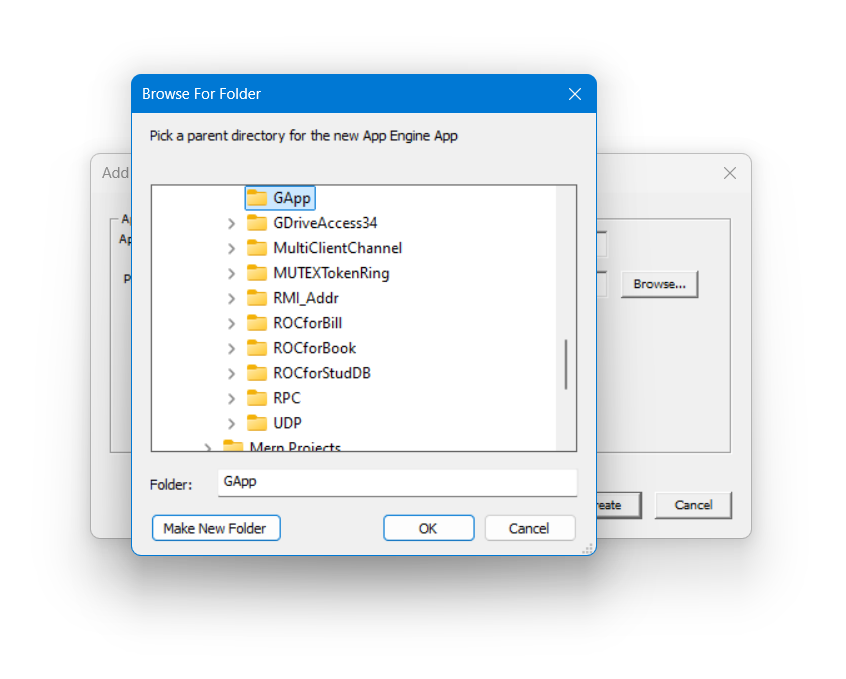 Browse For Folder
Pick a parent directory for the new App Engine App
Add
GApp
GDriveAccess34
MultiClientChannel
MUTEXTokenRing
RMI_Addr
ROCforBill
ROCforBook
ROCforStudDB
RPC
UDP
Mern Projects
Browse...
Folder:
GApp
Make New Folder
OK
Cancel
reate
Cancel